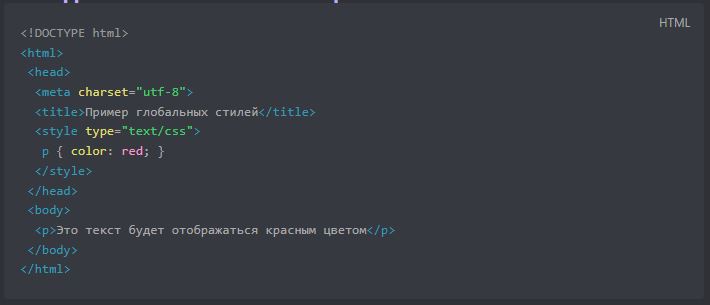 HTML
<!DOCTYPE html>
<html>
<head>
<meta charset="utf-8">
<title>Пример глобальных стилей</title>
<style type="text/css">
p { color: red; }
</style>
</head>
<body>
<p>Это текст будет отображаться красным цветом</p>
</body>
</html>